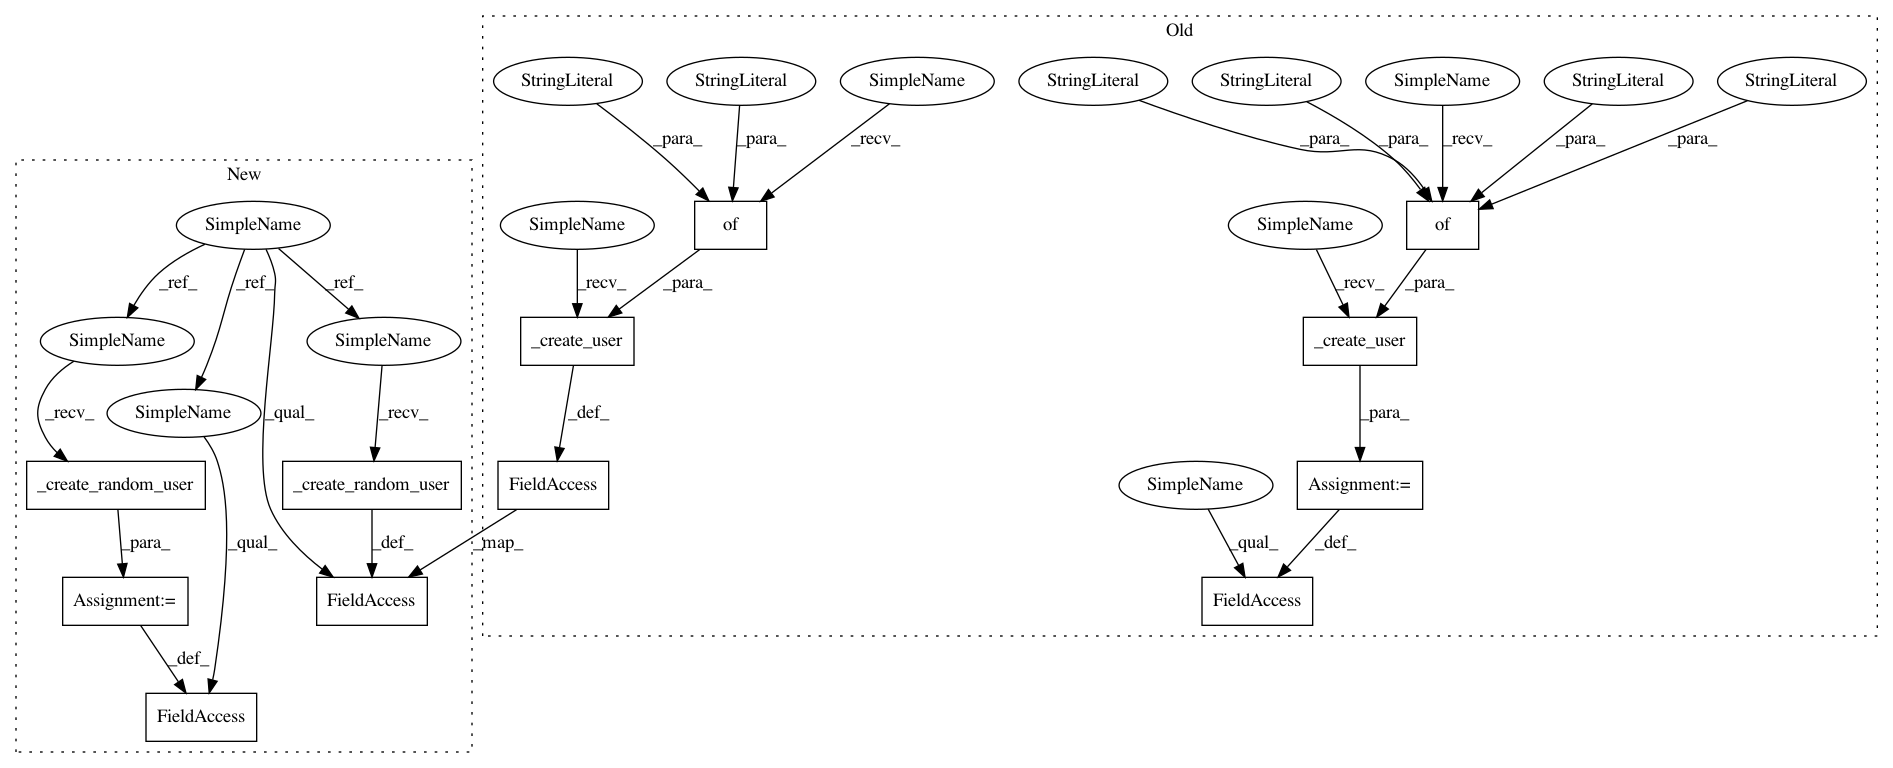 Old
StringLiteral StringLiteral SimpleName StringLiteral StringLiteral SimpleName StringLiteral StringLiteral
_para_ _para_ _recv_ _para_ _para_ _recv_ _para_ _para_
New
SimpleName SimpleName of SimpleName of
_ref_ _ref_ _ref_ _recv_ _para_ _recv_ _para_
SimpleName SimpleName _create_user _create_user
_recv_ SimpleName _qual_ _recv_ _def_ _para_
_create_random_user _create_random_user FieldAccess SimpleName Assignment:=
_para_ _qual_ _def_ _map_ _qual_ _def_
Assignment:= FieldAccess FieldAccess
_def_
FieldAccess